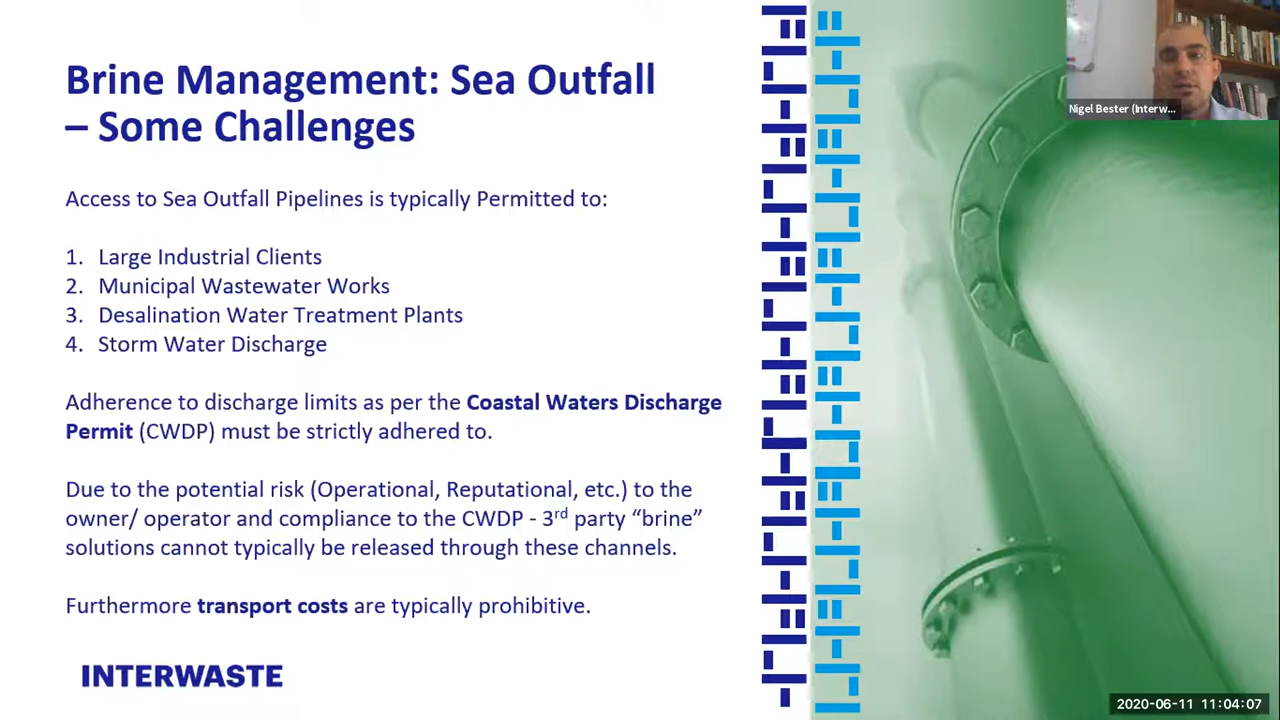 Brine Management: Sea Outfall
– Some Challenges
Access to Sea Outfall Pipelines is typically Permitted to:
1. Large Industrial Clients
2. Municipal Wastewater Works
3. Desalination Water Treatment Plants
4. Storm Water Discharge
Adherence to discharge limits as per the Coastal Waters Discharge
Permit (CWDP) must be strictly adhered to.
Due to the potential risk (Operational, Reputational, etc.) to the
owner/ operator and compliance to the CWDP - 3rd party “brine”
solutions cannot typically be released through these channels.
Furthermore transport costs are typically prohibitive.
INTERWASTE
Nigel Bester (Interw...
2020-06-11 11:04:07